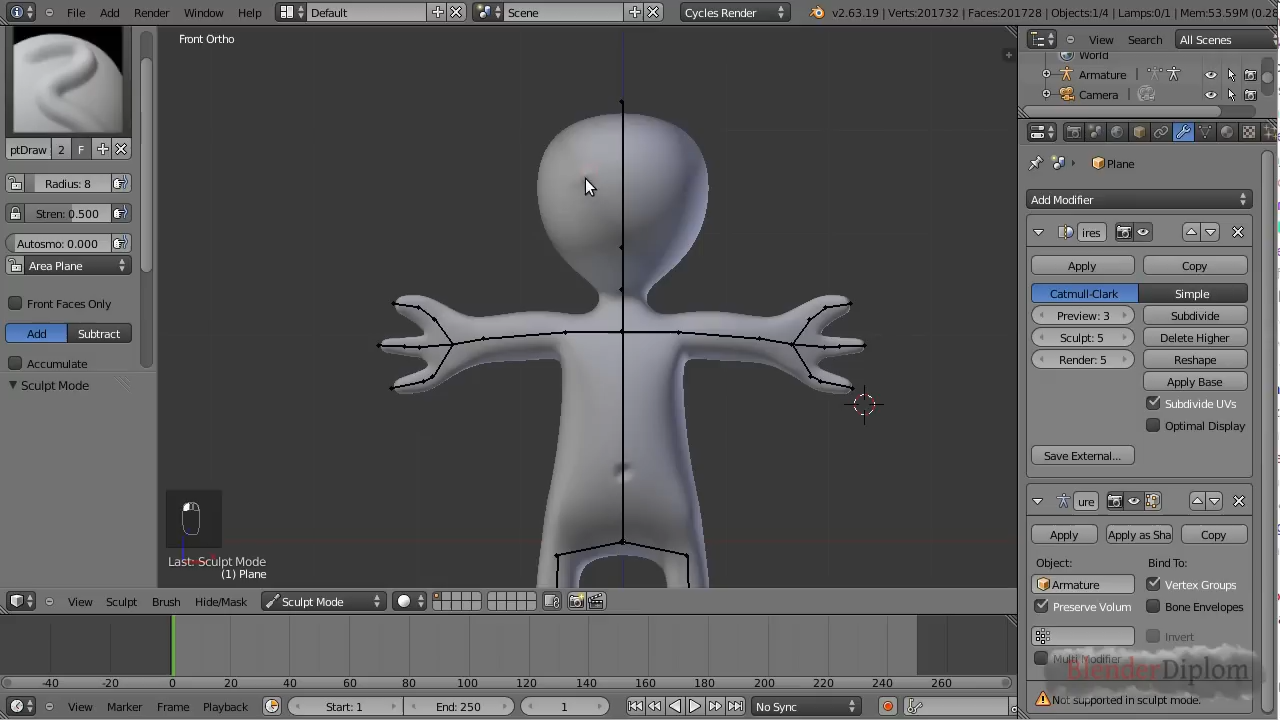 File Add Render Window Help Default Scene Cycles Render v2.63.19 | Verts:201732 | Faces:201728 | Objects:1/4 | Lamps:0/1 | Mem:53.59M (0.28
Front Ortho
View Search All Scenes
World
Armature
Camera
ptDraw 2 F
Radius: 8
Stren: 0.500
Autosmo: 0.000
Area Plane
Front Faces Only
Add Subtract
Accumulate
Sculpt Mode
Plane
Add Modifier
ires
Apply Copy
Catmull-Clark Simple
Preview: 3 Subdivide
Sculpt: 5 Delete Higher
Render: 5 Reshape
Apply Base
Subdivide UVs
Optimal Display
Save External...
ure
Apply Apply as Sha Copy
Object: Bind To:
Armature Vertex Groups
Preserve Volum Bone Envelopes
Invert
Multi Modifier
BlenderDiplom
Not supported in sculpt mode.
Last: Sculpt Mode
(1) Plane
View Sculpt Brush Hide/Mask Sculpt Mode
-40 -20 0 20 40 60 80 100 120 140 160 180 200 220 240 260
View Marker Frame Playback Start: 1 End: 250 1 No Sync